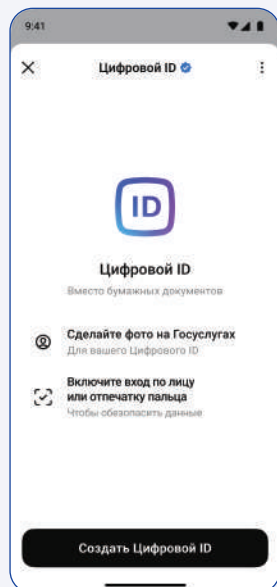 9:41
Цифровой ID
ID
Цифровой ID
Вместо бумажных документов
Сделайте фото на Госуслугах
Для вашего Цифрового ID
Включите вход по лицу
или отпечатку пальца
Чтобы обезопасить данные
Создать Цифровой ID